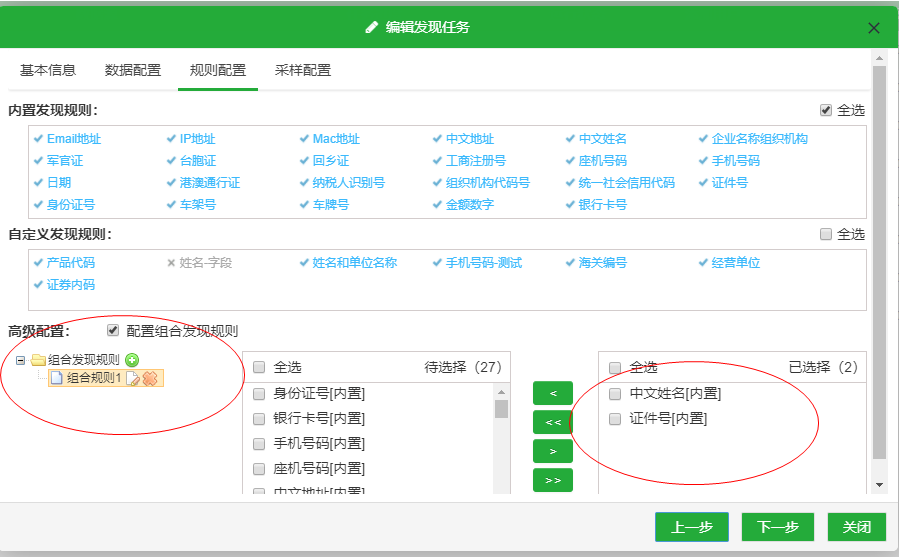 编辑发现任务
基本信息 数据配置 规则配置 采样配置
内置发现规则： 全选
Email地址 IP地址 Mac地址 中文地址 中文姓名 企业名称组织机构
军官证 台胞证 回乡证 工商注册号 座机号码 手机号码
日期 港澳通行证 纳税人识别号 组织机构代码号 统一社会信用代码 证件号
身份证号 车架号 车牌号 金额数字 银行卡号
自定义发现规则： 全选
产品代码 姓名-字段 姓名和单位名称 手机号码-测试 海关编号 经营单位
证券内码
高级配置： 配置组合发现规则
组合发现规则
组合规则1
全选 待选择（27）
身份证号[内置]
银行卡号[内置]
手机号码[内置]
座机号码[内置]
中文地址[内置]
<
<<
>
>>
全选 已选择（2）
中文姓名[内置]
证件号[内置]
上一步 下一步 关闭